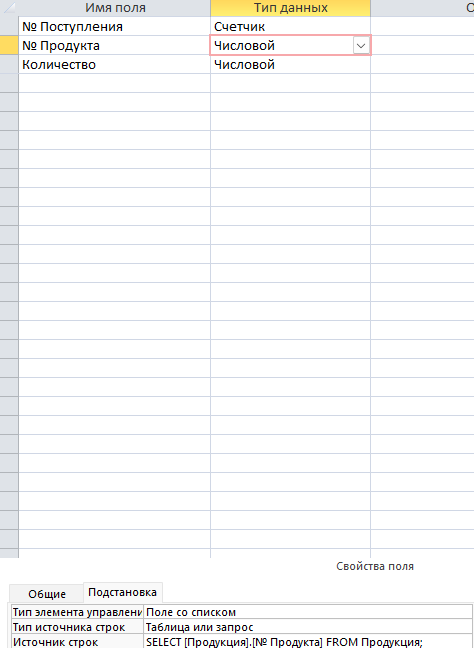 Имя поля Тип данных О
№ Поступления Счетчик
№ Продукта Числовой
Количество Числовой
Свойства поля
Общие Подстановка
Тип элемента управлени Поле со списком
Тип источника строк Таблица или запрос
Источник строк SELECT [Продукция].[№ Продукта] FROM Продукция;